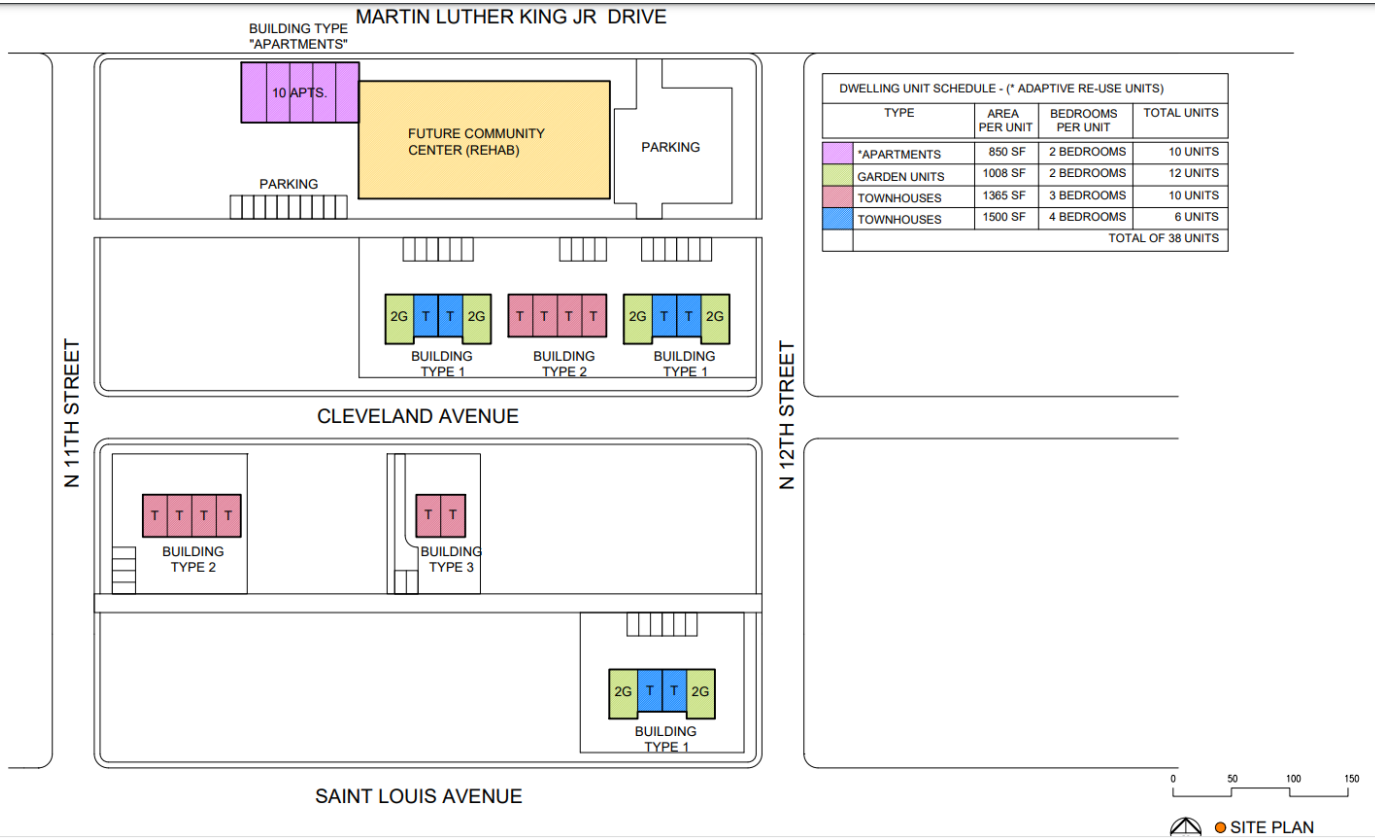 MARTIN LUTHER KING JR DRIVE
BUILDING TYPE
"APARTMENTS"
10 APTS.
FUTURE COMMUNITY
CENTER (REHAB)
PARKING
PARKING
DWELLING UNIT SCHEDULE - (* ADAPTIVE RE-USE UNITS)
TYPE AREA PER UNIT BEDROOMS PER UNIT TOTAL UNITS
*APARTMENTS 850 SF 2 BEDROOMS 10 UNITS
GARDEN UNITS 1008 SF 2 BEDROOMS 12 UNITS
TOWNHOUSES 1365 SF 3 BEDROOMS 10 UNITS
TOWNHOUSES 1500 SF 4 BEDROOMS 6 UNITS
TOTAL OF 38 UNITS
2G T T 2G
BUILDING
TYPE 1
T T T T
BUILDING
TYPE 2
2G T T 2G
BUILDING
TYPE 1
N 11TH STREET
CLEVELAND AVENUE
N 12TH STREET
T T T T
BUILDING
TYPE 2
T T
BUILDING
TYPE 3
2G T T 2G
BUILDING
TYPE 1
SAINT LOUIS AVENUE
0 50 100 150
SITE PLAN